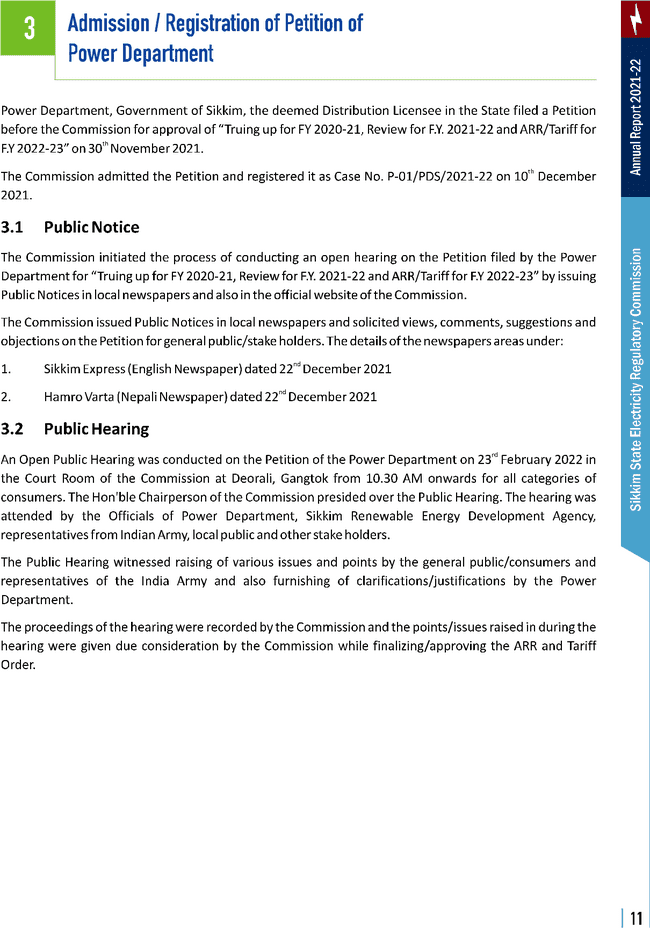 3
Admission / Registration of Petition of
Power Department
Power Department, Government of Sikkim, the deemed Distribution Licensee in the State filed a Petition
before the Commission for approval of “Truing up for FY 2020-21, Review for F.Y. 2021-22 and ARR/Tariff for
F.Y 2022-23” on 30th November 2021.
The Commission admitted the Petition and registered it as Case No. P-01/PDS/2021-22 on 10th December
2021.
3.1 Public Notice
The Commission initiated the process of conducting an open hearing on the Petition filed by the Power
Department for “Truing up for FY 2020-21, Review for F.Y. 2021-22 and ARR/Tariff for F.Y 2022-23” by issuing
Public Notices in local newspapers and also in the official website of the Commission.
The Commission issued Public Notices in local newspapers and solicited views, comments, suggestions and
objections on the Petition for general public/stake holders. The details of the newspapers areas under:
1. Sikkim Express (English Newspaper) dated 22nd December 2021
2. Hamro Varta (Nepali Newspaper) dated 22nd December 2021
3.2 Public Hearing
An Open Public Hearing was conducted on the Petition of the Power Department on 23rd February 2022 in
the Court Room of the Commission at Deorali, Gangtok from 10.30 AM onwards for all categories of
consumers. The Hon'ble Chairperson of the Commission presided over the Public Hearing. The hearing was
attended by the Officials of Power Department, Sikkim Renewable Energy Development Agency,
representatives from Indian Army, local public and other stake holders.
The Public Hearing witnessed raising of various issues and points by the general public/consumers and
representatives of the India Army and also furnishing of clarifications/justifications by the Power
Department.
The proceedings of the hearing were recorded by the Commission and the points/issues raised in during the
hearing were given due consideration by the Commission while finalizing/approving the ARR and Tariff
Order.
Annual Report 2021-22
Sikkim State Electricity Regulatory Commission
11